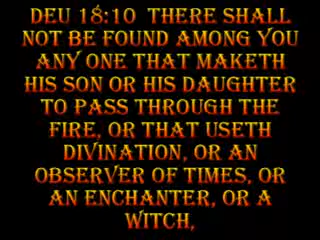 DEU 18:10 THERE SHALL
NOT BE FOUND AMONG YOU
ANY ONE THAT MAKETH
HIS SON OR HIS DAUGHTER
TO PASS THROUGH THE
FIRE, OR THAT USETH
DIVINATION, OR AN
OBSERVER OF TIMES, OR
AN ENCHANTER, OR A
WITCH,